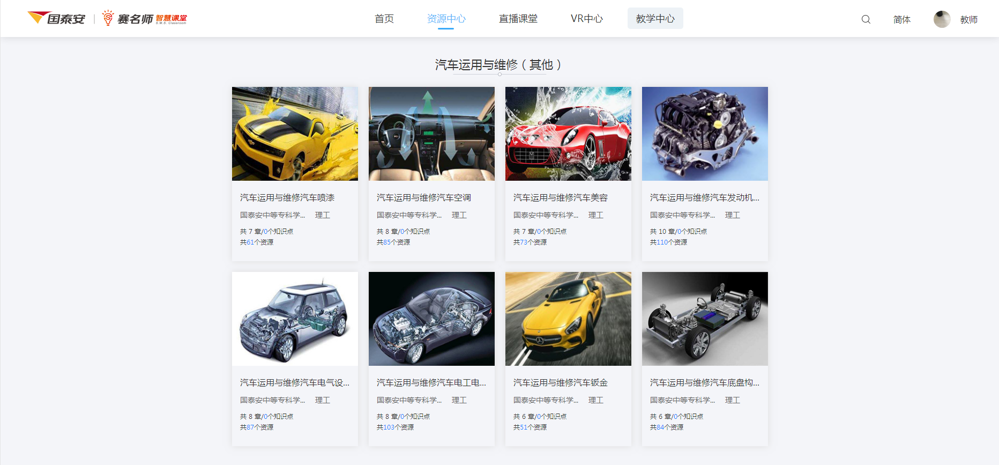 国泰安 | 赛名师 智慧课堂
S.M.S. Classroom
首页 资源中心 直播课堂 VR中心 教学中心 简体 教师
汽车运用与维修（其他）
汽车运用与维修汽车喷漆
国泰安中等专科学... 理工
共 7 章/0个知识点
共61个资源
汽车运用与维修汽车空调
国泰安中等专科学... 理工
共 8 章/0个知识点
共85个资源
汽车运用与维修汽车美容
国泰安中等专科学... 理工
共 7 章/0个知识点
共73个资源
汽车运用与维修汽车发动机...
国泰安中等专科学... 理工
共 10 章/0个知识点
共110个资源
汽车运用与维修汽车电气设...
国泰安中等专科学... 理工
共 8 章/0个知识点
共87个资源
汽车运用与维修汽车电工电...
国泰安中等专科学... 理工
共 8 章/0个知识点
共103个资源
汽车运用与维修汽车钣金
国泰安中等专科学... 理工
共 6 章/0个知识点
共51个资源
汽车运用与维修汽车底盘构...
国泰安中等专科学... 理工
共 6 章/0个知识点
共84个资源